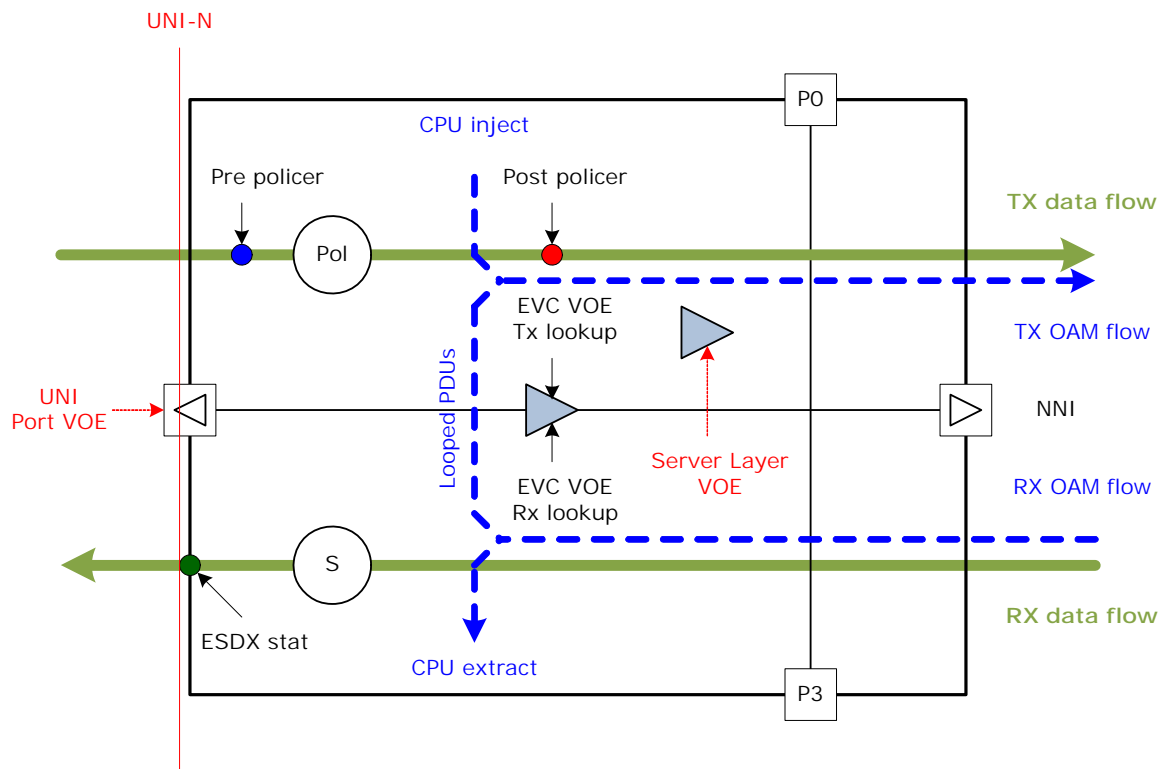 UNI-N
P0
CPU inject
Pre policer
Post policer
TX data flow
Pol
EVC VOE
Tx lookup
TX OAM flow
Looped PDUs
UNI
Port VOE
NNI
Server Layer
VOE
EVC VOE
Rx lookup
RX OAM flow
S
RX data flow
ESDX stat
CPU extract
P3